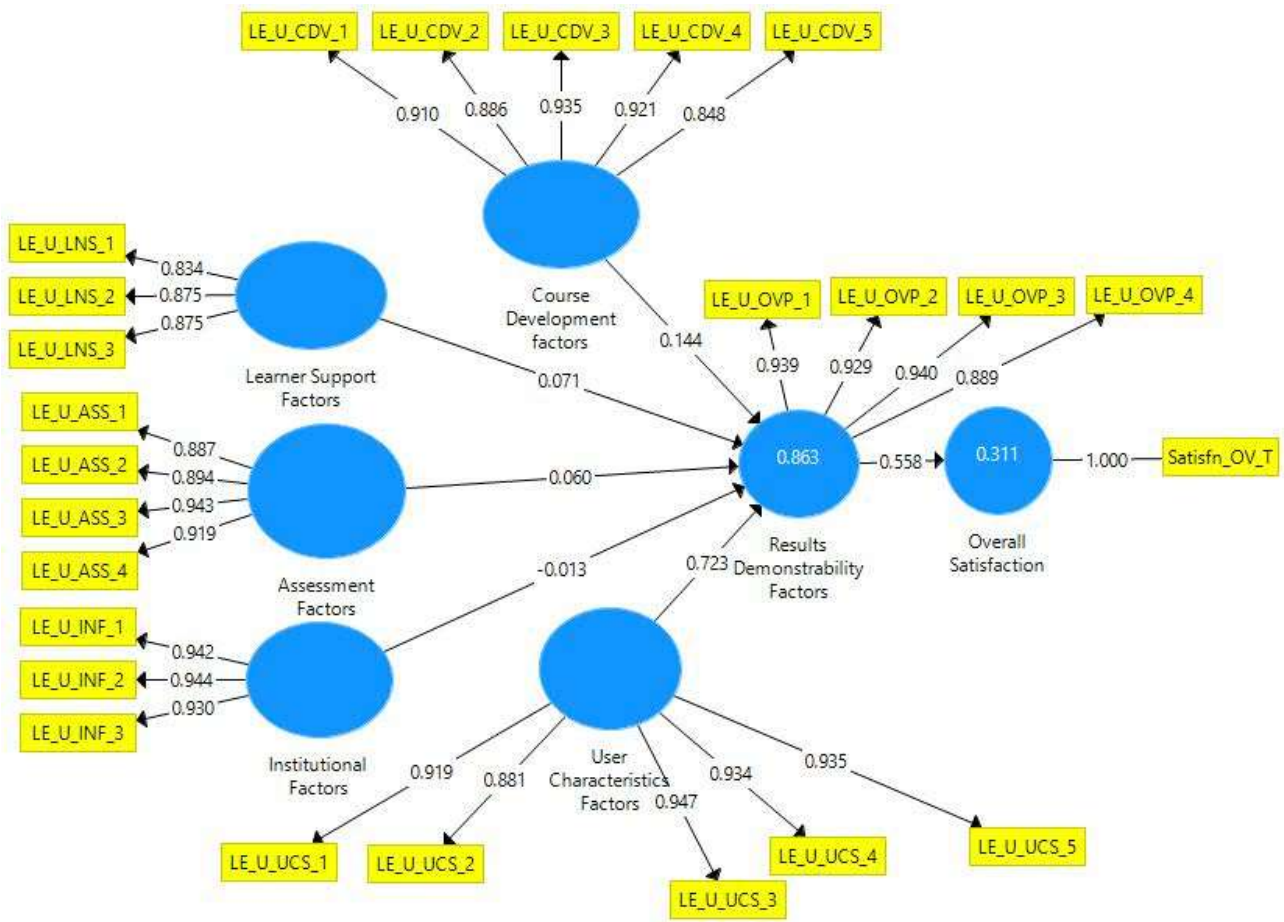 LE_U_CDV_1
LE_U_CDV_2
LE_U_CDV_3
LE_U_CDV_4
LE_U_CDV_5
0.910
0.886
0.935
0.921
0.848
LE_U_LNS_1
LE_U_LNS_2
LE_U_LNS_3
0.834
0.875
0.875
Learner Support
Factors
Course
Development
factors
0.144
0.071
LE_U_OVP_1
LE_U_OVP_2
LE_U_OVP_3
LE_U_OVP_4
0.939
0.929
0.940
0.889
LE_U_ASS_1
LE_U_ASS_2
LE_U_ASS_3
LE_U_ASS_4
0.887
0.894
0.943
0.919
Assessment
Factors
0.060
0.863
0.558
0.311
1.000
Satisfn_OV_T
Results
Demonstrability
Factors
Overall
Satisfaction
-0.013
0.723
LE_U_INF_1
LE_U_INF_2
LE_U_INF_3
0.942
0.944
0.930
Institutional
Factors
User
Characteristics
Factors
0.919
0.881
0.947
0.934
0.935
LE_U_UCS_1
LE_U_UCS_2
LE_U_UCS_3
LE_U_UCS_4
LE_U_UCS_5